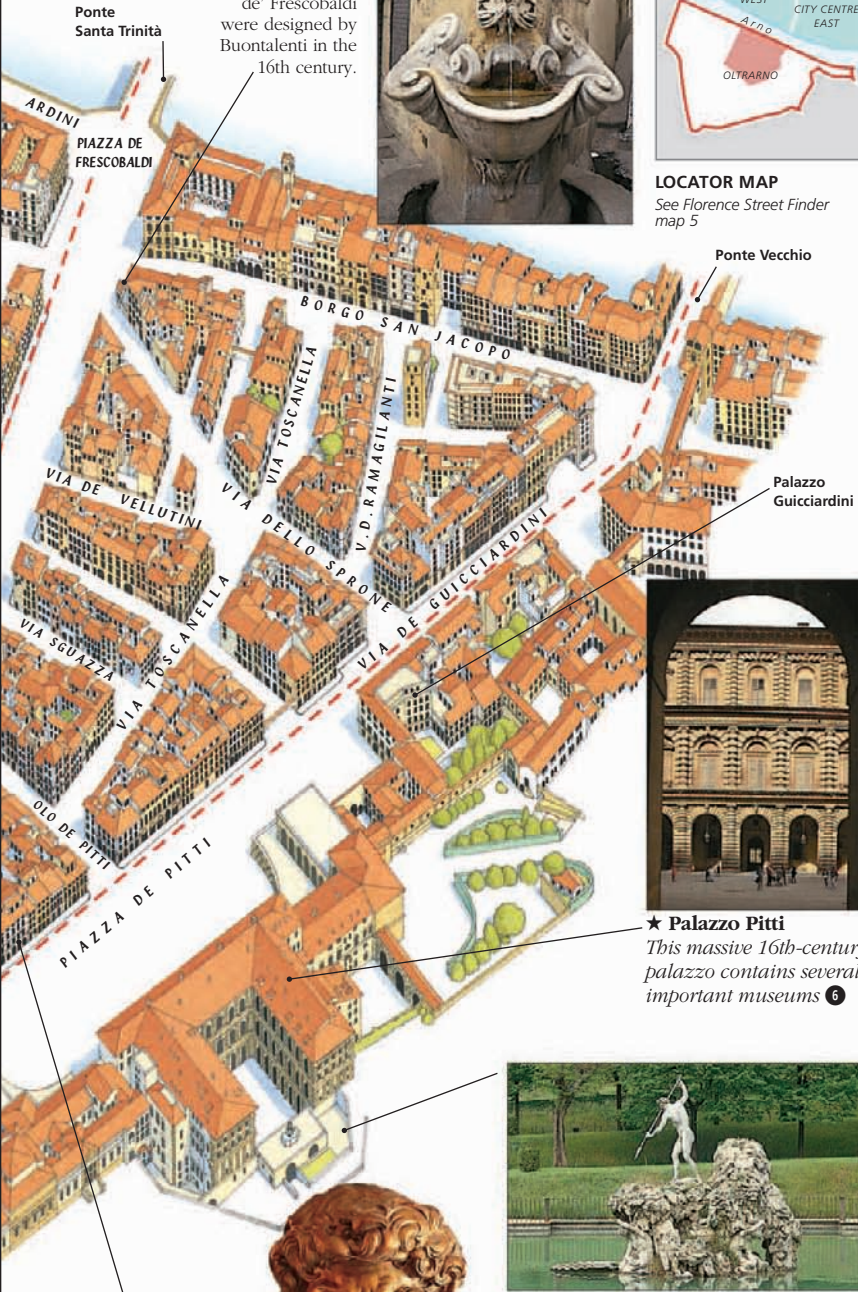 Ponte
Santa Trinità
de’ Frescobaldi
were designed by
Buontalenti in the
16th century.
CITY CENTRE
EAST
Arno
OLTRARNO
LOCATOR MAP
See Florence Street Finder
map 5
ARDINI
PIAZZA DE
FRESCOBALDI
Ponte Vecchio
BORGO SAN JACOPO
VIA TOSCANELLA
V.D.RAMAGILANTI
VIA DE VELLUTINI
VIA DELLO SPRONE
VIA DE GUICCIARDINI
Palazzo
Guicciardini
VIA SGUAZZA
VIA TOSCANELLA
OLO DE PITTI
PIAZZA DE PITTI
★ Palazzo Pitti
This massive 16th-century
palazzo contains several
important museums 6